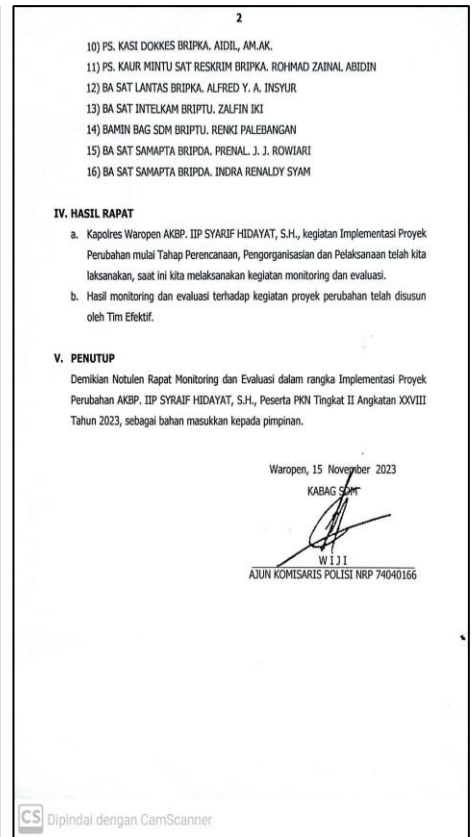 2
10) PS. KASI DOKKES BRIPKA. AIDIL, AM.AK.
11) PS. KAUR MINTU SAT RESKRIM BRIPKA. ROHMAD ZAINAL ABIDIN
12) BA SAT LANTAS BRIPKA. ALFRED Y. A. INSYUR
13) BA SAT INTELKAM BRIPTU. ZALFIN IKI
14) BAMIN BAG SDM BRIPTU. RENKI PALEBANGAN
15) BA SAT SAMAPTA BRIPDA. PRENAL. J. J. ROWIARI
16) BA SAT SAMAPTA BRIPDA. INDRA RENALDY SYAM
IV. HASIL RAPAT
a. Kapolres Waropen AKBP. IIP SYARIF HIDAYAT, S.H., kegiatan Implementasi Proyek
Perubahan mulai Tahap Perencanaan, Pengorganisasian dan Pelaksanaan telah kita
laksanakan, saat ini kita melaksanakan kegiatan monitoring dan evaluasi.
b. Hasil monitoring dan evaluasi terhadap kegiatan proyek perubahan telah disusun
oleh Tim Efektif.
V. PENUTUP
Demikian Notulen Rapat Monitoring dan Evaluasi dalam rangka Implementasi Proyek
Perubahan AKBP. IIP SYRAIF HIDAYAT, S.H., Peserta PKN Tingkat II Angkatan XXVIII
Tahun 2023, sebagai bahan masukkan kepada pimpinan.
Waropen, 15 November 2023
KABAG SDM
WIJI
AJUN KOMISARIS POLISI NRP 74040166
CS Dipindai dengan CamScanner